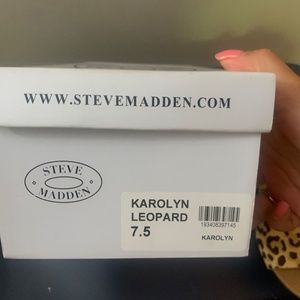 WWW.STEVEMADDEN.COM
STEVE
MADDEN
KAROLYN
LEOPARD
7.5
193408397145
KAROLYN